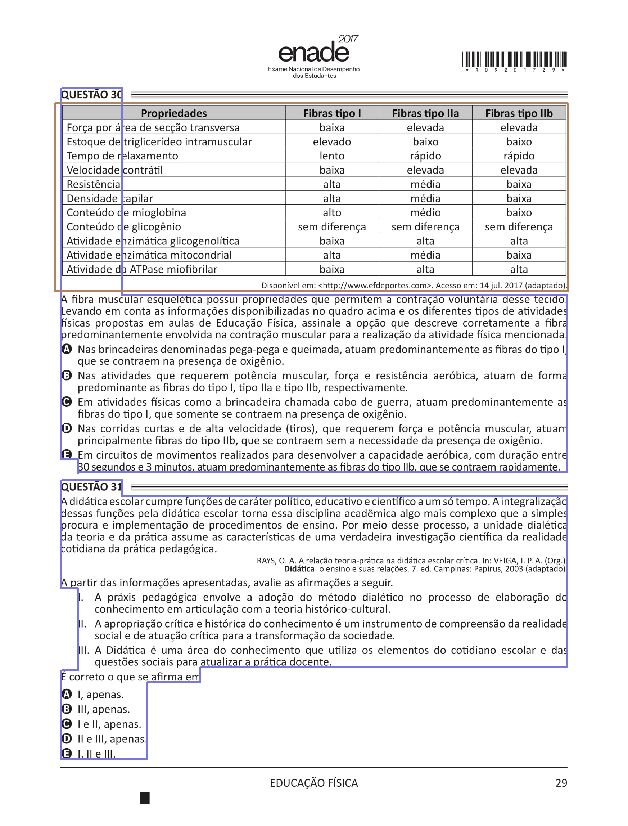 2017
enade
Exame Nacional de Desempenho
dos Estudantes
QUESTÃO 30
Propriedades Fibras tipo I Fibras tipo IIa Fibras tipo IIb
Força por área de secção transversa baixa elevada elevada
Estoque de triglicerídeo intramuscular elevado baixo baixo
Tempo de relaxamento lento rápido rápido
Velocidade contrátil baixa elevada elevada
Resistência alta média baixa
Densidade capilar alta média baixa
Conteúdo de mioglobina alto médio baixo
Conteúdo de glicogênio sem diferença sem diferença sem diferença
Atividade enzimática glicogenolítica baixa alta alta
Atividade enzimática mitocondrial alta média baixa
Atividade da ATPase miofibrilar baixa alta alta
Disponível em: <http://www.efdeportes.com>. Acesso em: 14 jul. 2017 (adaptado).
A fibra muscular esquelética possui propriedades que permitem a contração voluntária desse tecido.
Levando em conta as informações disponibilizadas no quadro acima e os diferentes tipos de atividades
físicas propostas em aulas de Educação Física, assinale a opção que descreve corretamente a fibra
predominantemente envolvida na contração muscular para a realização da atividade física mencionada.
A Nas brincadeiras denominadas pega-pega e queimada, atuam predominantemente as fibras do tipo I,
que se contraem na presença de oxigênio.
B Nas atividades que requerem potência muscular, força e resistência aeróbica, atuam de forma
predominante as fibras do tipo I, tipo IIa e tipo IIb, respectivamente.
C Em atividades físicas como a brincadeira chamada cabo de guerra, atuam predominantemente as
fibras do tipo I, que somente se contraem na presença de oxigênio.
D Nas corridas curtas e de alta velocidade (tiros), que requerem força e potência muscular, atuam
principalmente fibras do tipo IIb, que se contraem sem a necessidade da presença de oxigênio.
E Em circuitos de movimentos realizados para desenvolver a capacidade aeróbica, com duração entre
30 segundos e 3 minutos, atuam predominantemente as fibras do tipo IIb, que se contraem rapidamente.
QUESTÃO 31
A didática escolar cumpre funções de caráter político, educativo e científico a um só tempo. A integralização
dessas funções pela didática escolar torna essa disciplina acadêmica algo mais complexo que a simples
procura e implementação de procedimentos de ensino. Por meio desse processo, a unidade dialética
da teoria e da prática assume as características de uma verdadeira investigação científica da realidade
cotidiana da prática pedagógica.
RAYS, O. A. A relação teoria-prática na didática escolar crítica. In: VEIGA, I. P. A. (Org.).
Didática: o ensino e suas relações. 7. ed. Campinas: Papirus, 2003 (adaptado).
A partir das informações apresentadas, avalie as afirmações a seguir.
I. A práxis pedagógica envolve a adoção do método dialético no processo de elaboração do
conhecimento em articulação com a teoria histórico-cultural.
II. A apropriação crítica e histórica do conhecimento é um instrumento de compreensão da realidade
social e de atuação crítica para a transformação da sociedade.
III. A Didática é uma área do conhecimento que utiliza os elementos do cotidiano escolar e das
questões sociais para atualizar a prática docente.
É correto o que se afirma em
A I, apenas.
B III, apenas.
C I e II, apenas.
D II e III, apenas.
E I, II e III.
EDUCAÇÃO FÍSICA 29